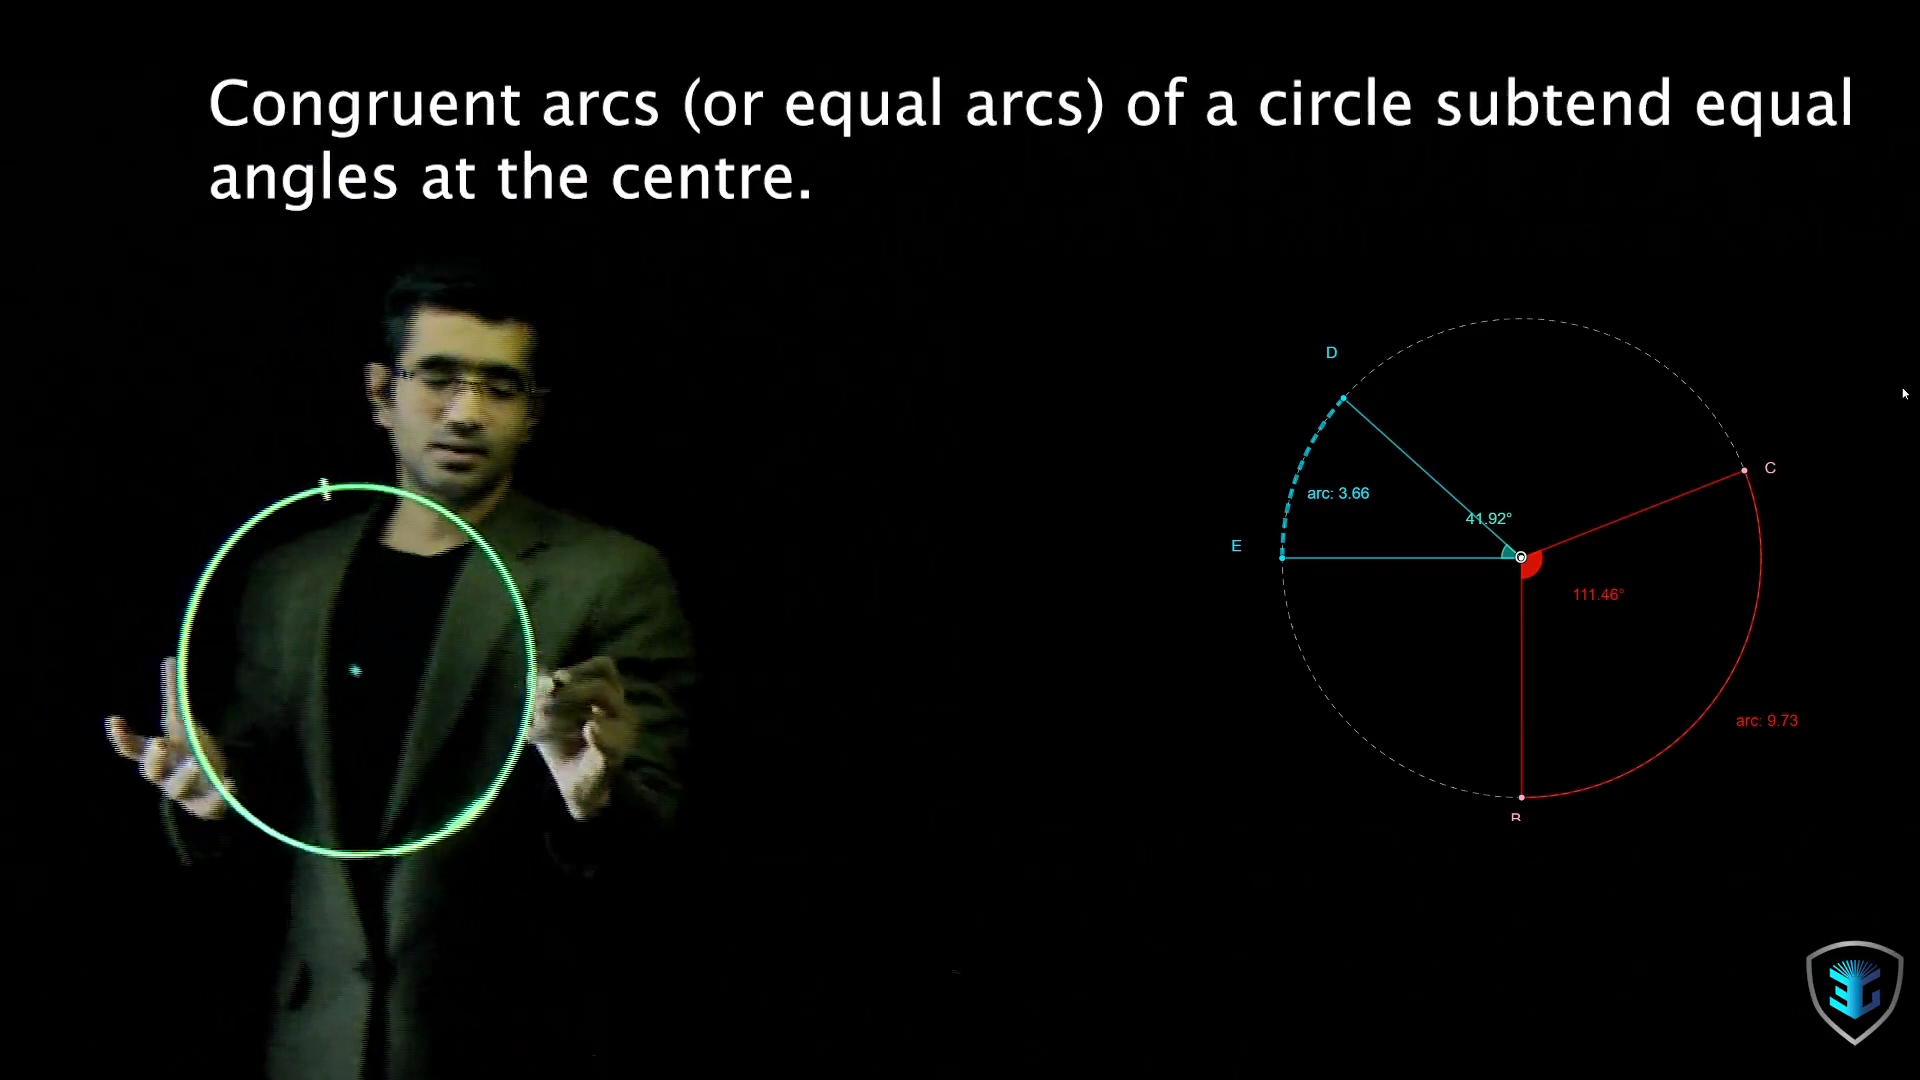 Congruent arcs (or equal arcs) of a circle subtend equal
angles at the centre.
D
C
arc: 3.66
41.92°
E
111.46°
arc: 9.73
B